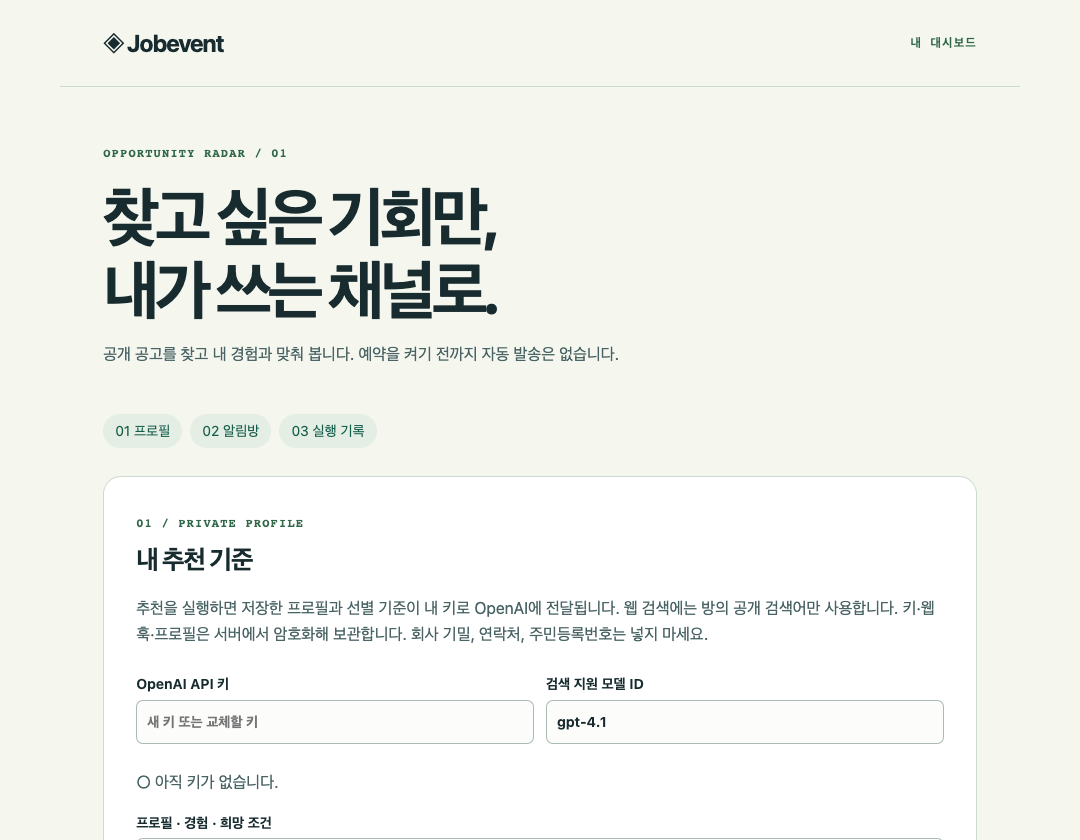 Jobevent
내 대시보드
OPPORTUNITY RADAR / 01
찾고 싶은 기회만,
내가 쓰는 채널로.
공개 공고를 찾고 내 경험과 맞춰 봅니다. 예약을 켜기 전까지 자동 발송은 없습니다.
01 프로필
02 알림방
03 실행 기록
01 / PRIVATE PROFILE
내 추천 기준
추천을 실행하면 저장한 프로필과 선별 기준이 내 키로 OpenAI에 전달됩니다. 웹 검색에는 방의 공개 검색어만 사용합니다. 키·웹
훅·프로필은 서버에서 암호화해 보관합니다. 회사 기밀, 연락처, 주민등록번호는 넣지 마세요.
OpenAI API 키
검색 지원 모델 ID
새 키 또는 교체할 키
gpt-4.1
○ 아직 키가 없습니다.
프로필 · 경험 · 희망 조건